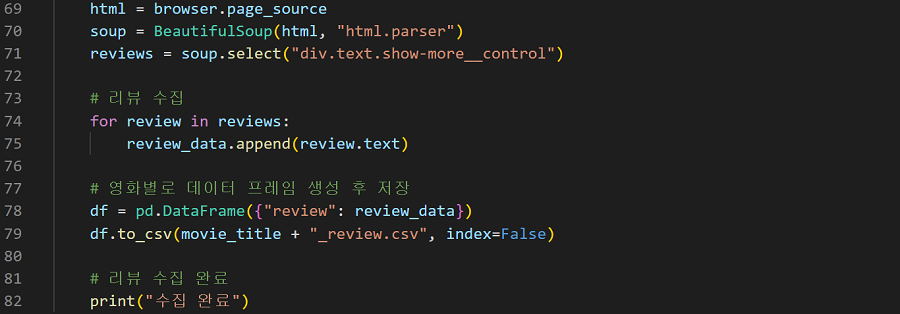 69 html = browser.page_source
70 soup = BeautifulSoup(html, "html.parser")
71 reviews = soup.select("div.text.show-more__control")
72
73 # 리뷰 수집
74 for review in reviews:
75     review_data.append(review.text)
76
77 # 영화별로 데이터 프레임 생성 후 저장
78 df = pd.DataFrame({"review": review_data})
79 df.to_csv(movie_title + "_review.csv", index=False)
80
81 # 리뷰 수집 완료
82 print("수집 완료")